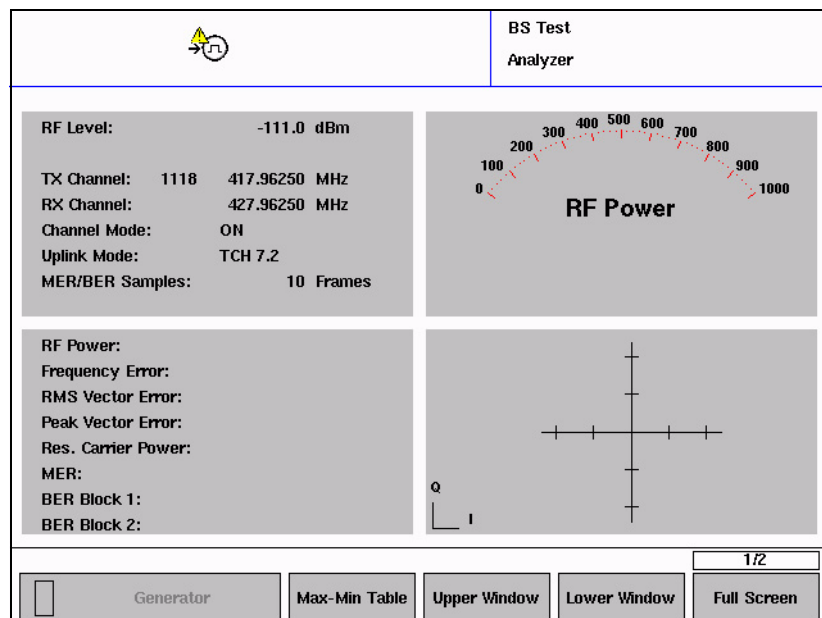 BS Test
Analyzer
RF Level: -111.0 dBm
TX Channel: 1118 417.96250 MHz
RX Channel: 427.96250 MHz
Channel Mode: ON
Uplink Mode: TCH 7.2
MER/BER Samples: 10 Frames
0 100 200 300 400 500 600 700 800 900 1000
RF Power
RF Power:
Frequency Error:
RMS Vector Error:
Peak Vector Error:
Res. Carrier Power:
MER:
BER Block 1:
BER Block 2:
Q
I
1/2
Generator
Max-Min Table
Upper Window
Lower Window
Full Screen